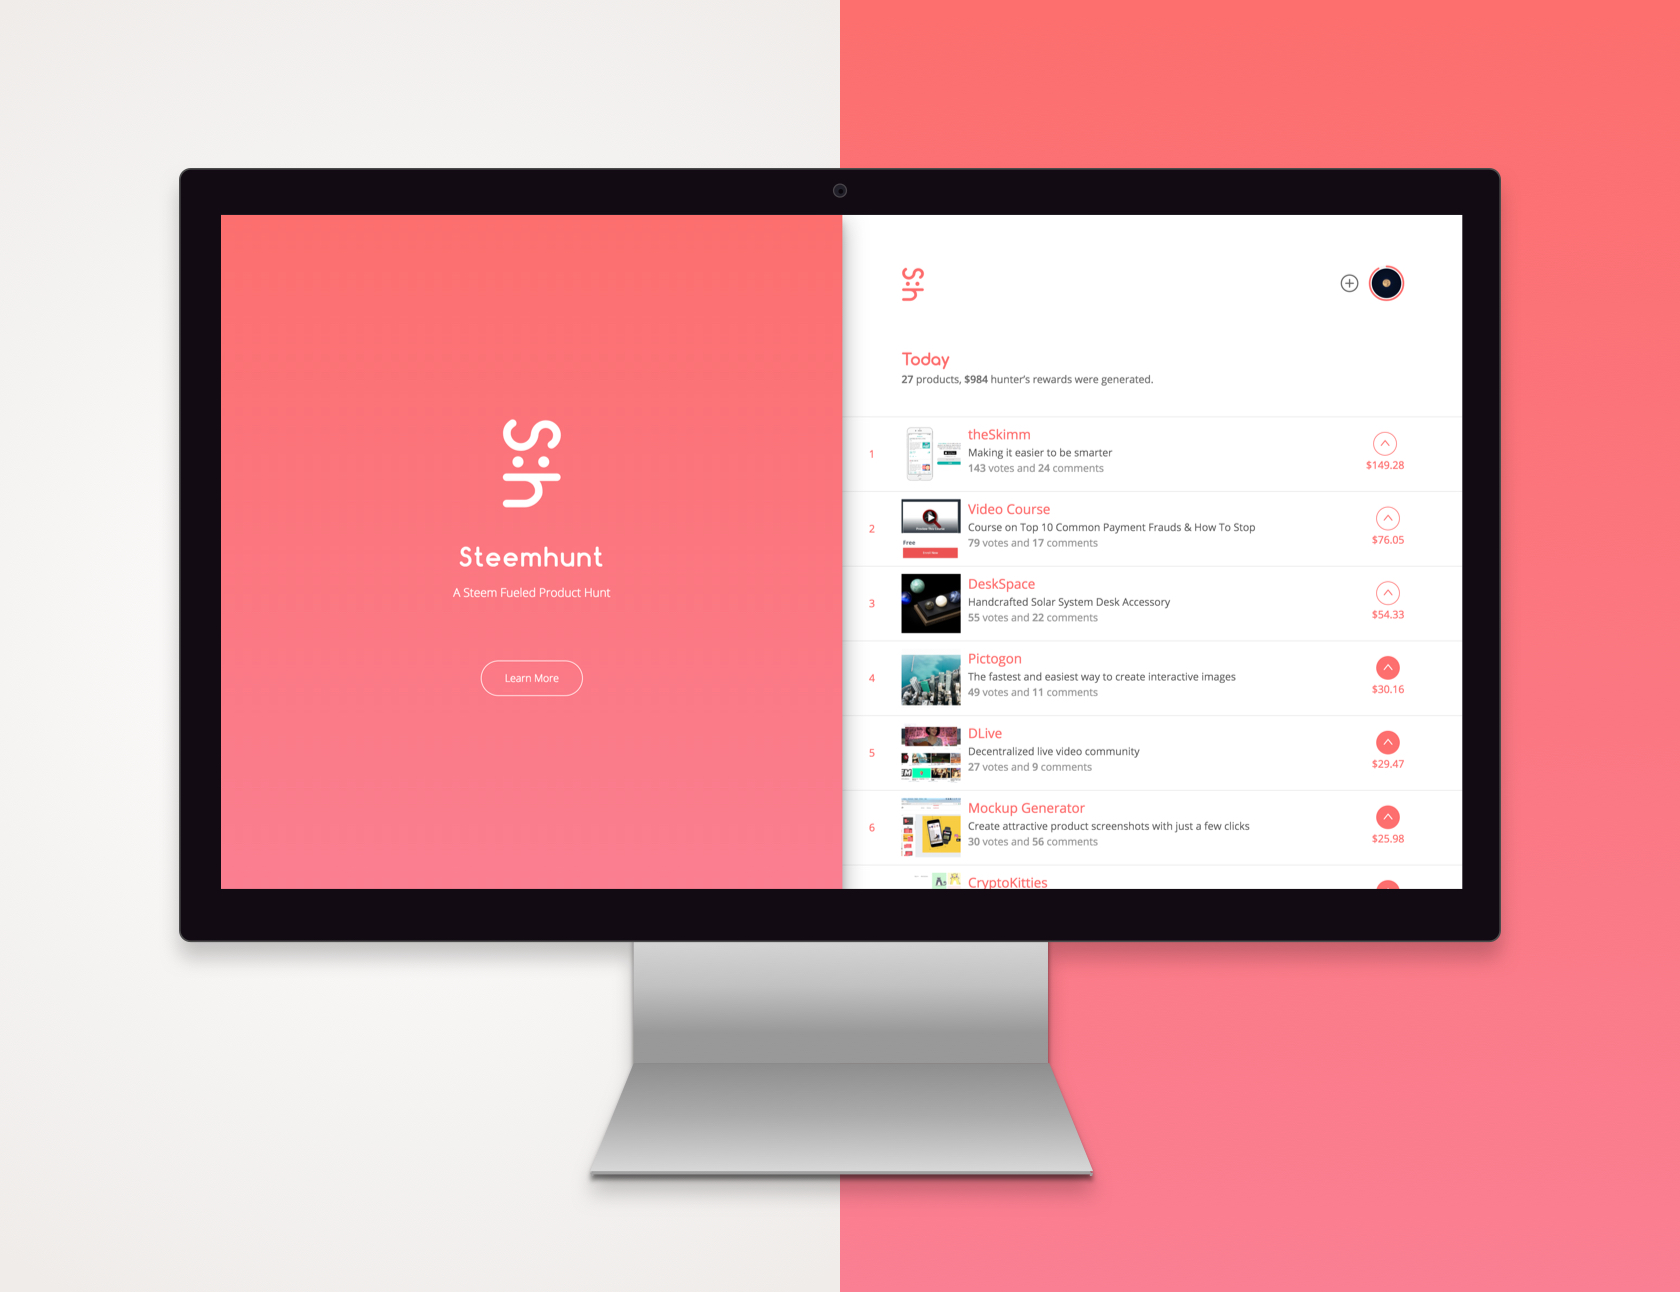 Steemhunt
A Steem Fueled Product Hunt
Learn More
Today
27 products, $984 hunter's rewards were generated.
1
theSkimm
Making it easier to be smarter
143 votes and 24 comments
$149.28
2
Free
Video Course
Course on Top 10 Common Payment Frauds & How To Stop
79 votes and 17 comments
$76.05
3
DeskSpace
Handcrafted Solar System Desk Accessory
55 votes and 22 comments
$54.33
4
Pictogon
The fastest and easiest way to create interactive images
49 votes and 11 comments
$30.16
5
DLive
Decentralized live video community
27 votes and 9 comments
$29.47
6
Mockup Generator
Create attractive product screenshots with just a few clicks
30 votes and 56 comments
$25.98
CryptoKitties